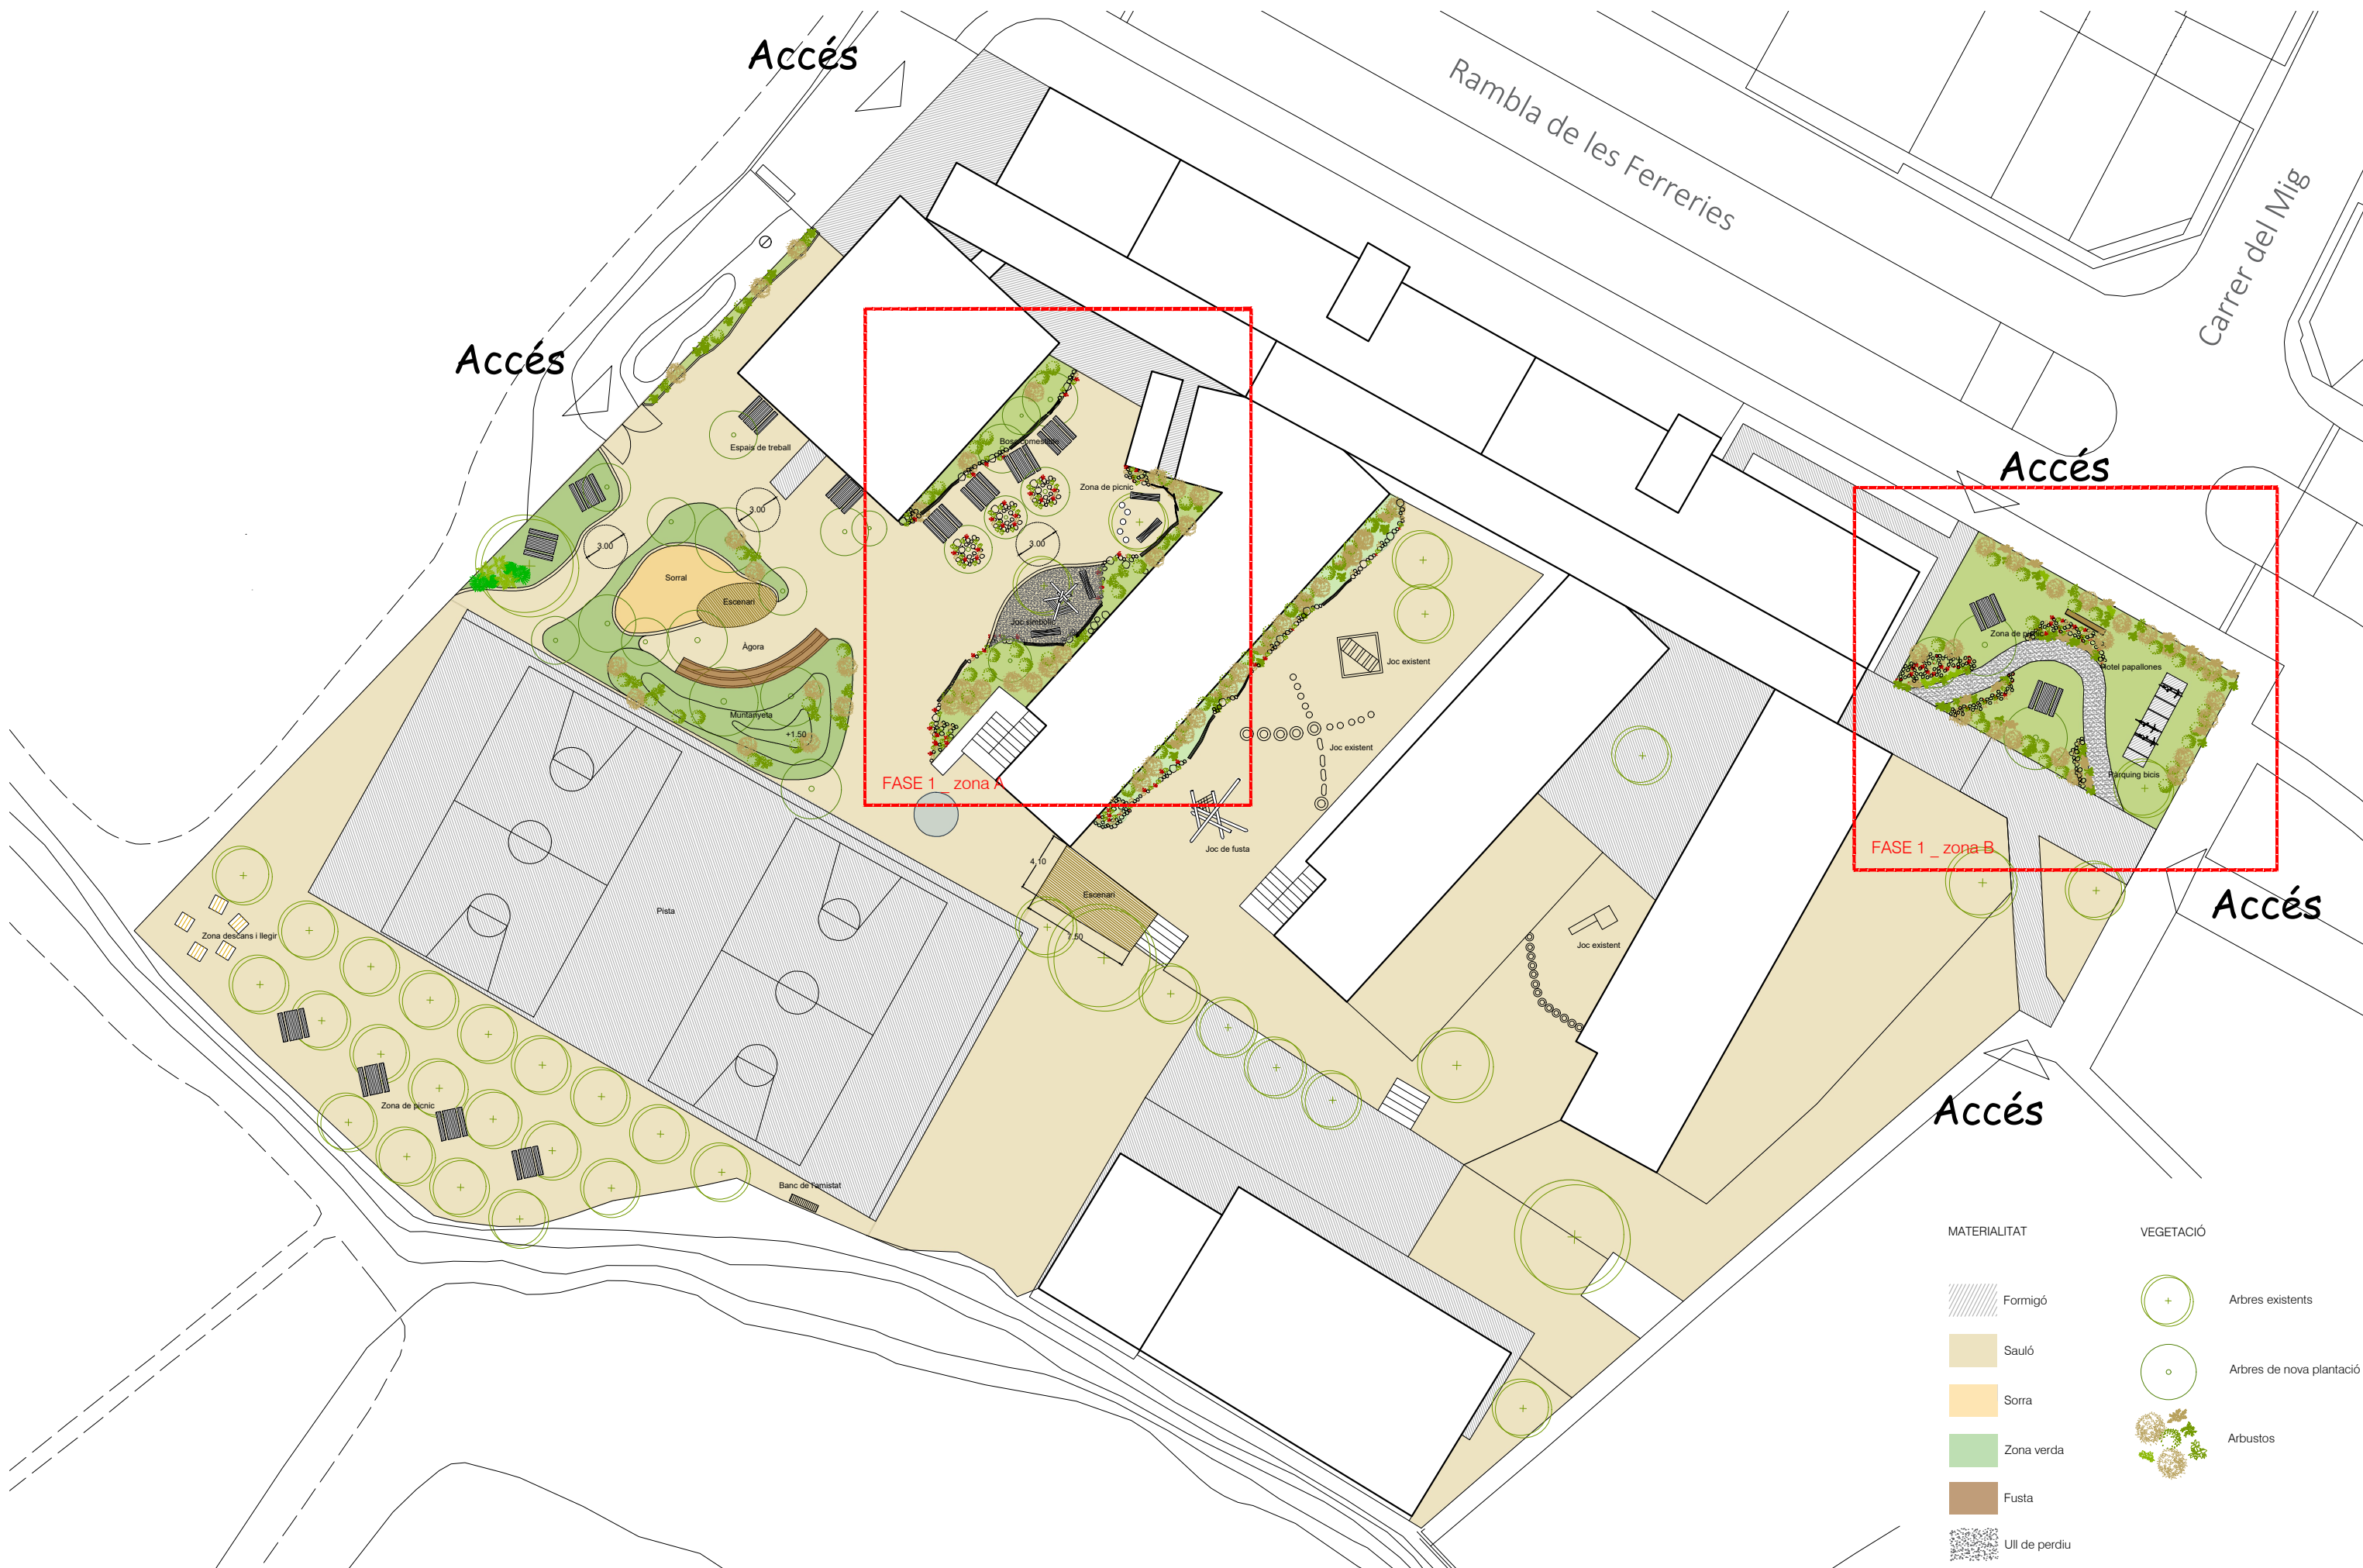 Accés
Rambla de les Ferreries
Carrer del Mig
Accés
Accés
Espais de treball
Bosc comestible
Zona de picnic
3.00
3.00
3.00
Sorral
Escenari
Joc simbòlic
Àgora
Muntanyeta
+1.50
FASE 1 _ zona A
Joc existent
Joc existent
Joc de fusta
Zona de picnic
Hotel papallones
Pàrquing bicis
FASE 1 _ zona B
Accés
4.10
Escenari
7.50
Pista
Zona descans i llegir
Joc existent
Zona de picnic
Banc de l'amistat
Accés
MATERIALITAT
Formigó
Sauló
Sorra
Zona verda
Fusta
Ull de perdiu
VEGETACIÓ
Arbres existents
Arbres de nova plantació
Arbustos